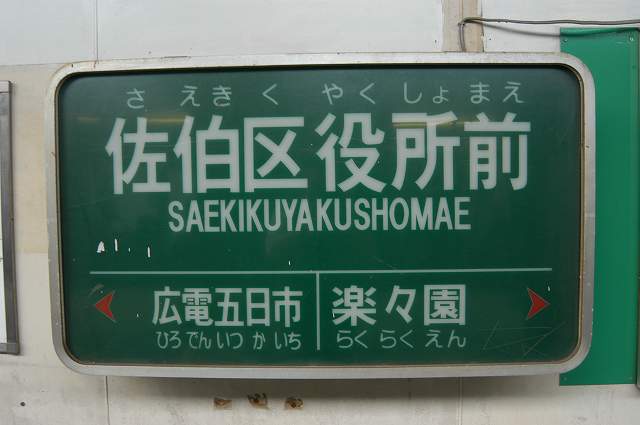 さえきくやくしょまえ
佐伯区役所前
SAEKIKUYAKUSHOMAE
広電五日市 楽々園
ひろでんいつかいち らくらくえん